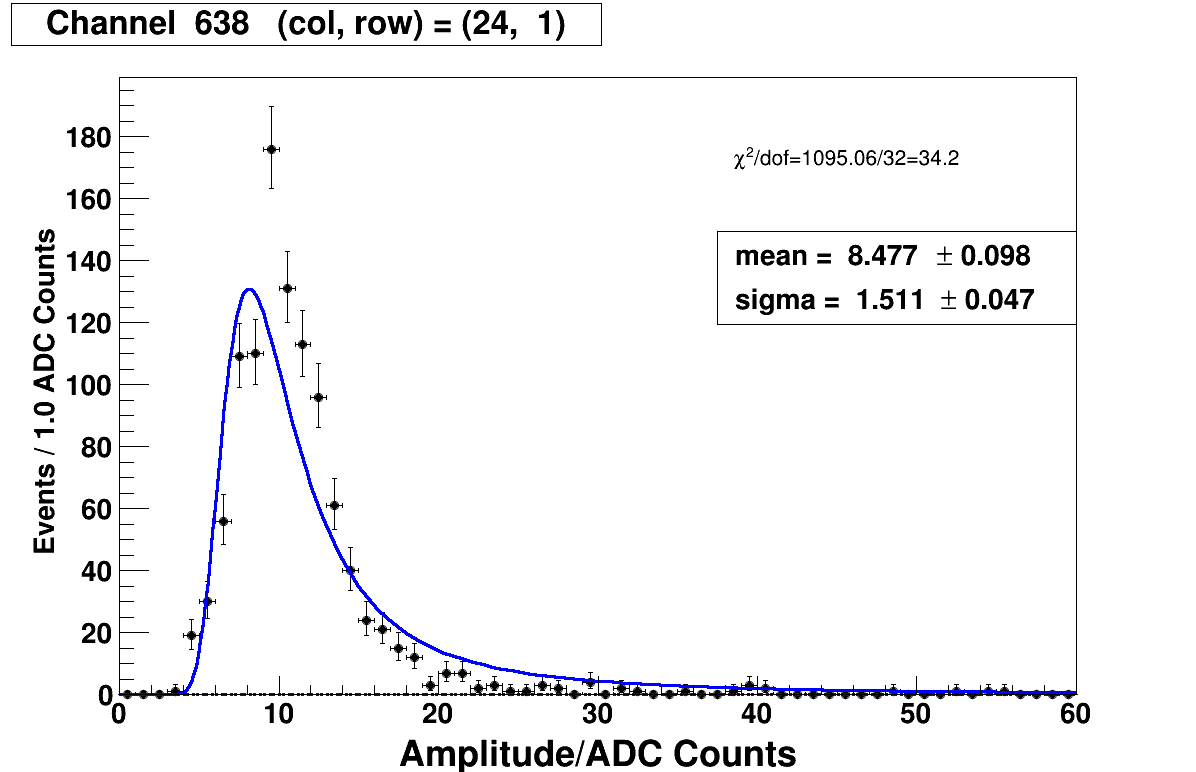 Channel 638 (col, row) = (24, 1)
χ²/dof=1095.06/32=34.2
mean = 8.477 ± 0.098
sigma = 1.511 ± 0.047
Events / 1.0 ADC Counts
180
160
140
120
100
80
60
40
20
0
0 10 20 30 40 50 60
Amplitude/ADC Counts